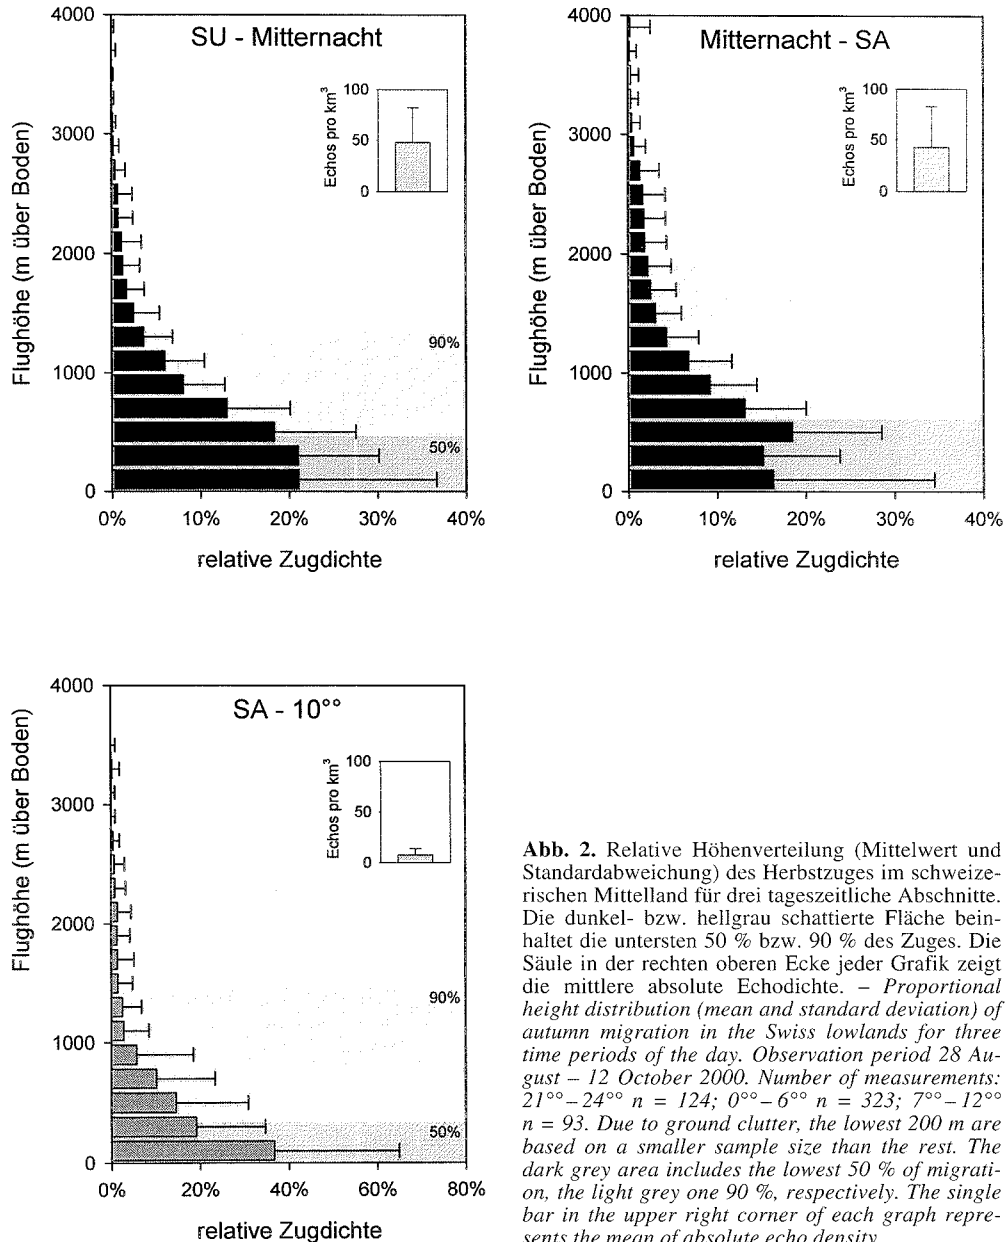 SU - Mitternacht
Flughöhe (m über Boden)
4000
3000
2000
1000
0
Echos pro km³
100
50
0
90%
50%
0%
10%
20%
30%
40%
relative Zugdichte
Mitternacht - SA
Flughöhe (m über Boden)
4000
3000
2000
1000
0
Echos pro km³
100
50
0
0%
10%
20%
30%
40%
relative Zugdichte
SA - 10°°
Flughöhe (m über Boden)
4000
3000
2000
1000
0
Echos pro km³
100
50
0
90%
50%
0%
20%
40%
60%
80%
relative Zugdichte
Abb. 2. Relative Höhenverteilung (Mittelwert und
Standardabweichung) des Herbstzuges im schweize-
rischen Mittelland für drei tageszeitliche Abschnitte.
Die dunkel- bzw. hellgrau schattierte Fläche bein-
haltet die untersten 50 % bzw. 90 % des Zuges. Die
Säule in der rechten oberen Ecke jeder Grafik zeigt
die mittlere absolute Echodichte. – Proportional
height distribution (mean and standard deviation) of
autumn migration in the Swiss lowlands for three
time periods of the day. Observation period 28 Au-
gust – 12 October 2000. Number of measurements:
21°°–24°° n = 124; 0°°–6°° n = 323; 7°°–12°°
n = 93. Due to ground clutter, the lowest 200 m are
based on a smaller sample size than the rest. The
dark grey area includes the lowest 50 % of migrati-
on, the light grey one 90 %, respectively. The single
bar in the upper right corner of each graph repre-
sents the mean of absolute echo density.